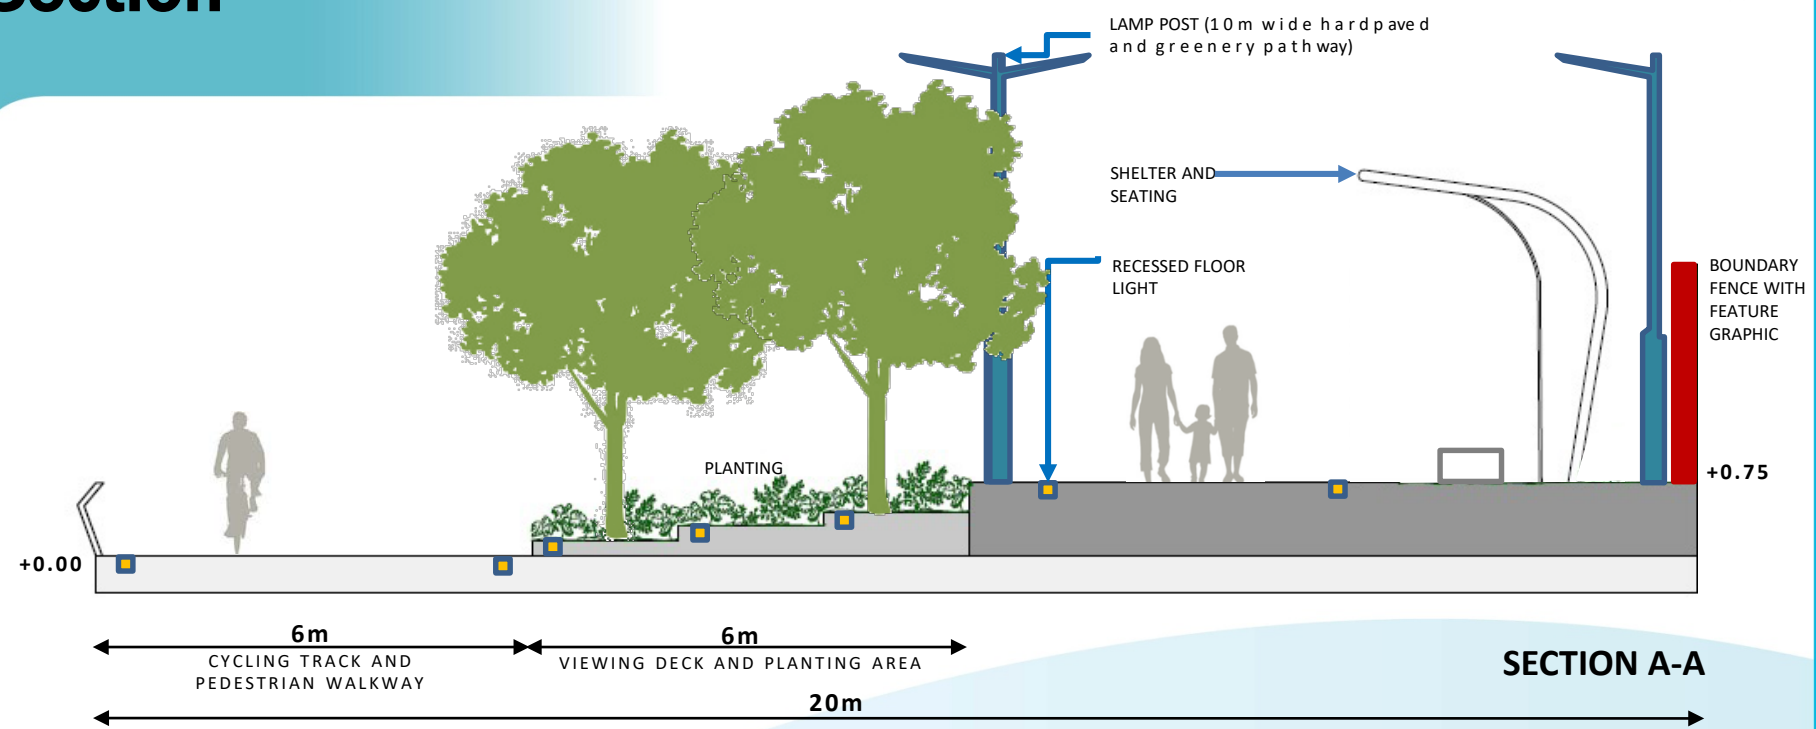 Section
LAMP POST (10m wide hardpaved
and greenery pathway)
SHELTER AND
SEATING
RECESSED FLOOR
LIGHT
BOUNDARY
FENCE WITH
FEATURE
GRAPHIC
PLANTING
+0.75
+0.00
6m
CYCLING TRACK AND
PEDESTRIAN WALKWAY
6m
VIEWING DECK AND PLANTING AREA
SECTION A-A
20m